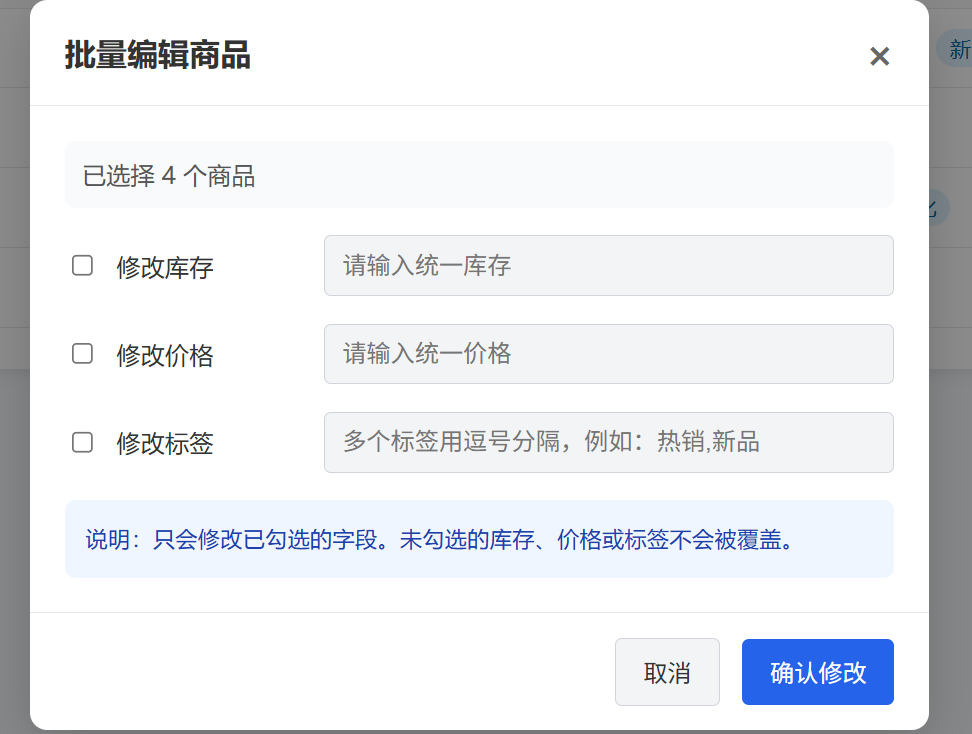 批量编辑商品
×
新
已选择 4 个商品
修改库存
请输入统一库存
修改价格
请输入统一价格
修改标签
多个标签用逗号分隔，例如：热销,新品
说明：只会修改已勾选的字段。未勾选的库存、价格或标签不会被覆盖。
取消
确认修改